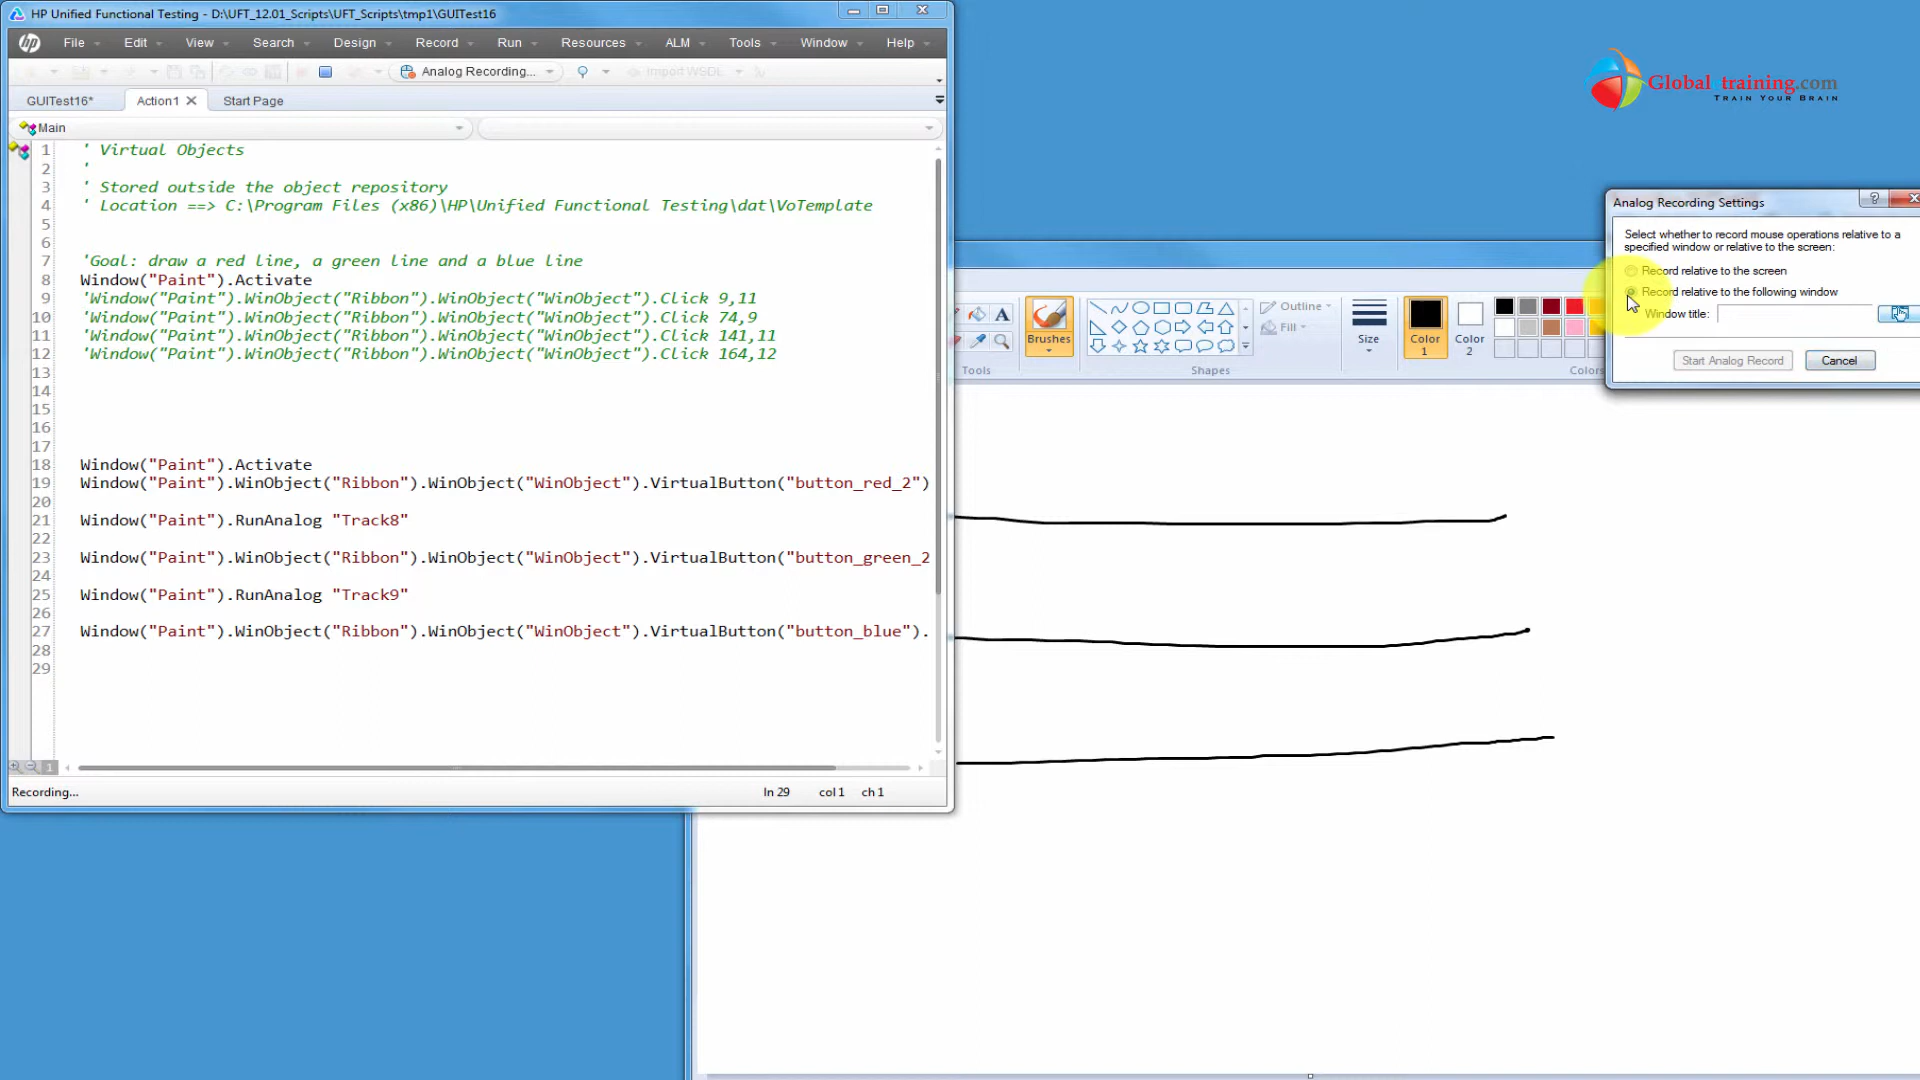 HP Unified Functional Testing - D:\UFT_12.01_Scripts\UFT_Scripts\tmp1\GUITest16
File Edit View Search Design Record Run Resources ALM Tools Window Help
Analog Recording... Import WSDL
GUITest16* Action1 Start Page
Main
1 ' Virtual Objects
2 '
3 ' Stored outside the object repository
4 ' Location ==> C:\Program Files (x86)\HP\Unified Functional Testing\dat\VoTemplate
5
6
7 'Goal: draw a red line, a green line and a blue line
8 Window("Paint").Activate
9 'Window("Paint").WinObject("Ribbon").WinObject("WinObject").Click 9,11
10 'Window("Paint").WinObject("Ribbon").WinObject("WinObject").Click 74,9
11 'Window("Paint").WinObject("Ribbon").WinObject("WinObject").Click 141,11
12 'Window("Paint").WinObject("Ribbon").WinObject("WinObject").Click 164,12
13
14
15
16
17
18 Window("Paint").Activate
19 Window("Paint").WinObject("Ribbon").WinObject("WinObject").VirtualButton("button_red_2")
20
21 Window("Paint").RunAnalog "Track8"
22
23 Window("Paint").WinObject("Ribbon").WinObject("WinObject").VirtualButton("button_green_2
24
25 Window("Paint").RunAnalog "Track9"
26
27 Window("Paint").WinObject("Ribbon").WinObject("WinObject").VirtualButton("button_blue").
28
29
1
Recording... ln 29 col 1 ch 1
Global training.com
TRAIN YOUR BRAIN
Analog Recording Settings
Select whether to record mouse operations relative to a
specified window or relative to the screen:
Record relative to the screen
Record relative to the following window
Window title:
Start Analog Record Cancel
A
Brushes
Outline
Fill
Size
Color
1
Color
2
Tools Shapes Colors